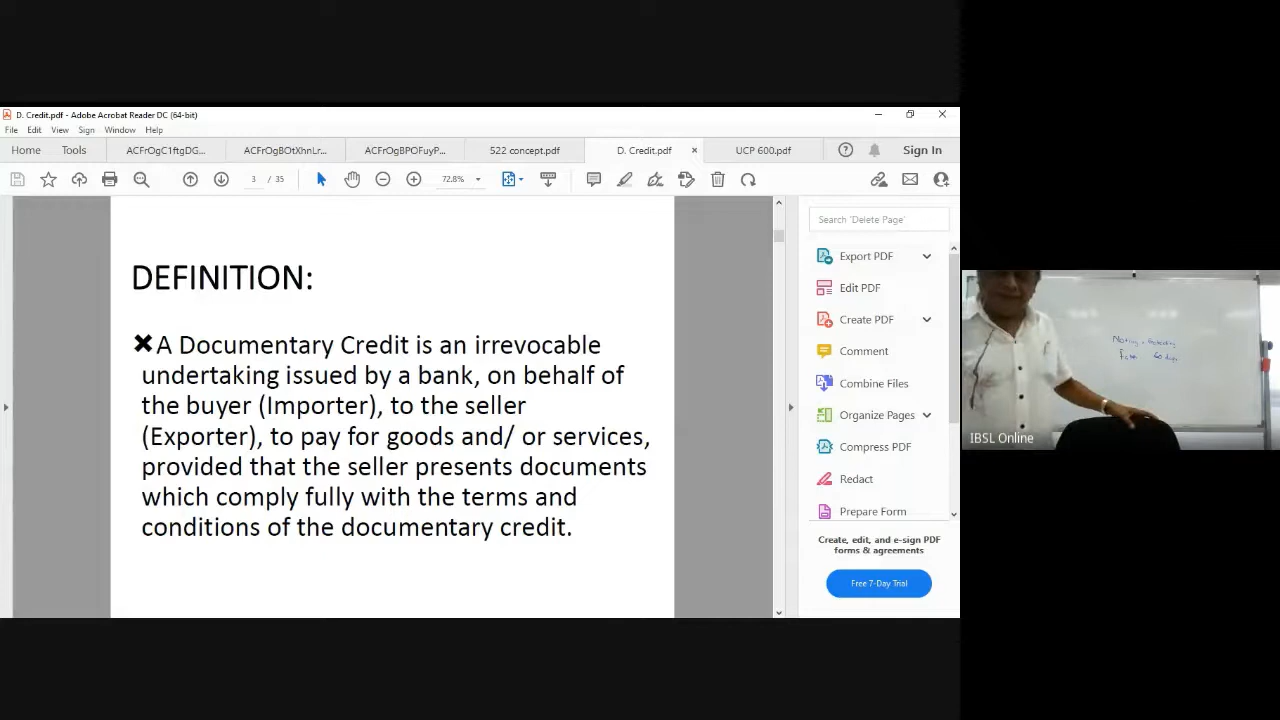 D. Credit.pdf - Adobe Acrobat Reader DC (64-bit)
File Edit View Sign Window Help
Home Tools ACFrOgC1ftgDG... ACFrOgBOtXhnLr... ACFrOgBPOFuyP... 522 concept.pdf D. Credit.pdf × UCP 600.pdf Sign In
3 / 35 72.8%
DEFINITION:
A Documentary Credit is an irrevocable
undertaking issued by a bank, on behalf of
the buyer (Importer), to the seller
(Exporter), to pay for goods and/ or services,
provided that the seller presents documents
which comply fully with the terms and
conditions of the documentary credit.
Search 'Delete Page'
Export PDF
Edit PDF
Create PDF
Comment
Combine Files
Organize Pages
Compress PDF
Redact
Prepare Form
Create, edit, and e-sign PDF
forms & agreements
Free 7-Day Trial
Noting
60 days
IBSL Online